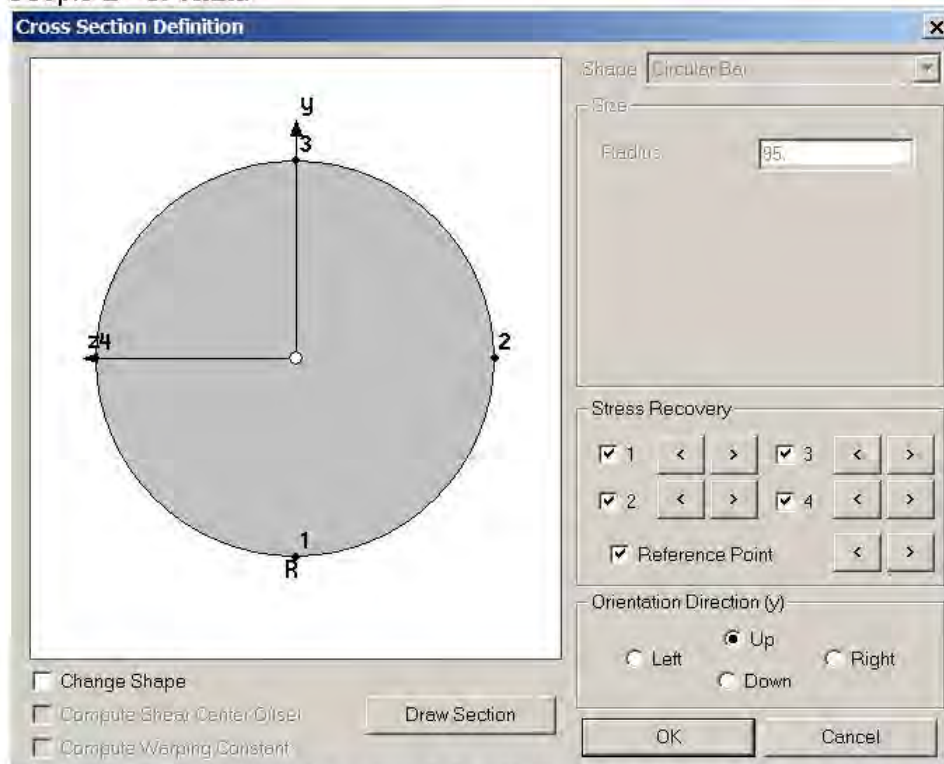 Cross Section Definition
Shape Circular Bar
Size
Radius 95.
y
3
z4
2
1
R
Stress Recovery
1 < > 3 < >
2 < > 4 < >
Reference Point < >
Orientation Direction (y)
Up
Left Right
Down
Change Shape
Compute Shear Center Offset
Draw Section
Compute Warping Constant
OK Cancel